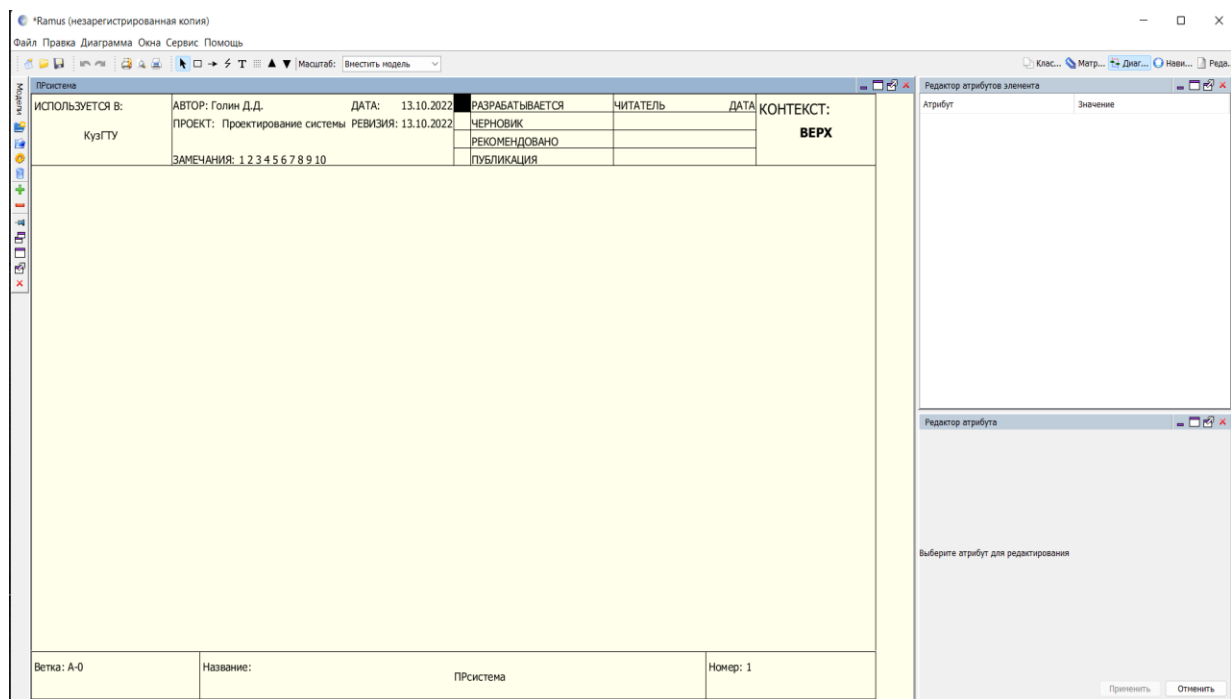 *Ramus (незарегистрированная копия)
Файл Правка Диаграмма Окна Сервис Помощь
T Масштаб: Вместить модель Клас... Матр... Диаг... Нави... Реда..
Модели
ПРсистема
ИСПОЛЬЗУЕТСЯ В:
КузГТУ
АВТОР: Голин Д.Д. ДАТА: 13.10.2022
ПРОЕКТ: Проектирование системы РЕВИЗИЯ: 13.10.2022
ЗАМЕЧАНИЯ: 1 2 3 4 5 6 7 8 9 10
РАЗРАБАТЫВАЕТСЯ ЧИТАТЕЛЬ ДАТА
ЧЕРНОВИК
РЕКОМЕНДОВАНО
ПУБЛИКАЦИЯ
КОНТЕКСТ:
ВЕРХ
Ветка: A-0 Название: Номер: 1
ПРсистема
Редактор атрибутов элемента
Атрибут Значение
Редактор атрибута
Выберите атрибут для редактирования
Применить Отменить